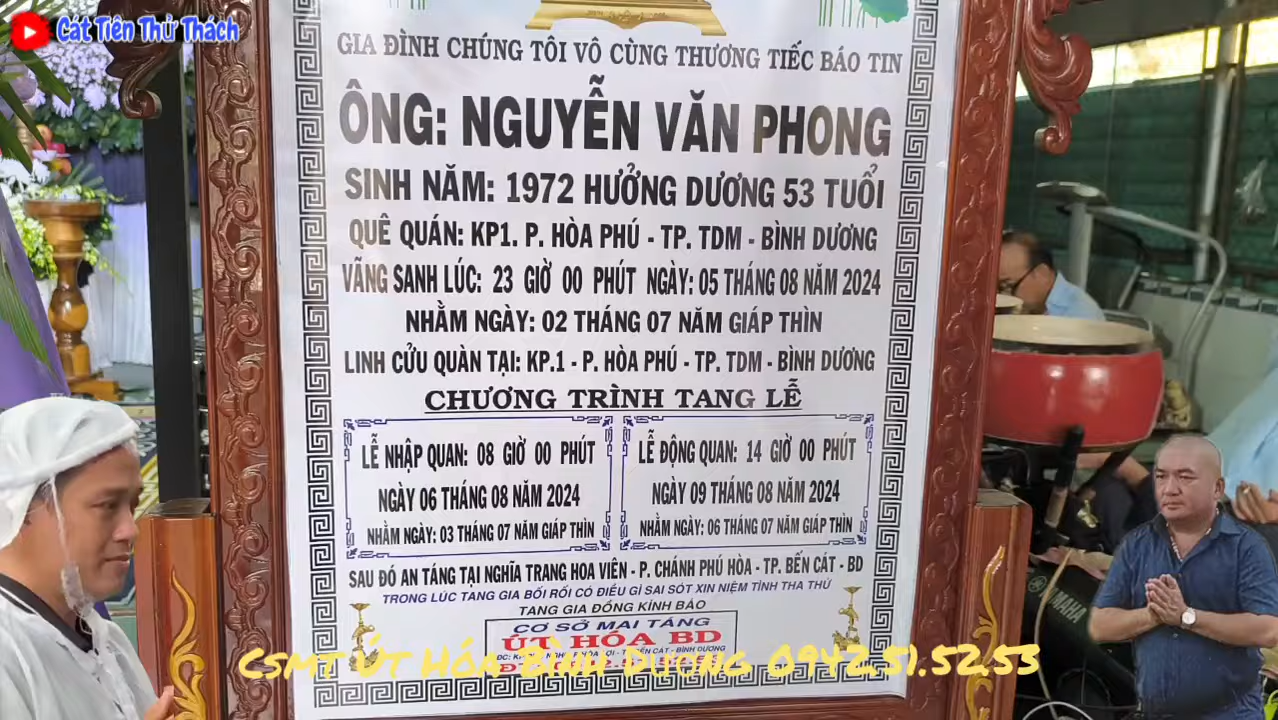 Cát Tiên Thử Thách
GIA ĐÌNH CHÚNG TÔI VÔ CÙNG THƯƠNG TIẾC BÁO TIN
ÔNG: NGUYỄN VĂN PHONG
SINH NĂM: 1972 HƯỞNG DƯƠNG 53 TUỔI
QUÊ QUÁN: KP1. P. HÒA PHÚ - TP. TDM - BÌNH DƯƠNG
VÃNG SANH LÚC: 23 GIỜ 00 PHÚT NGÀY: 05 THÁNG 08 NĂM 2024
NHẰM NGÀY: 02 THÁNG 07 NĂM GIÁP THÌN
LINH CỬU QUÀN TẠI: KP.1 - P. HÒA PHÚ - TP. TDM - BÌNH DƯƠNG
CHƯƠNG TRÌNH TANG LỄ
LỄ NHẬP QUAN: 08 GIỜ 00 PHÚT
NGÀY 06 THÁNG 08 NĂM 2024
NHẰM NGÀY: 03 THÁNG 07 NĂM GIÁP THÌN
LỄ ĐỘNG QUAN: 14 GIỜ 00 PHÚT
NGÀY 09 THÁNG 08 NĂM 2024
NHẰM NGÀY: 06 THÁNG 07 NĂM GIÁP THÌN
SAU ĐÓ AN TÁNG TẠI NGHĨA TRANG HOA VIÊN - P. CHÁNH PHÚ HÒA - TP. BẾN CÁT - BD
TRONG LÚC TANG GIA BỐI RỐI CÓ ĐIỀU GÌ SAI SÓT XIN NIỆM TÌNH THA THỨ
TANG GIA ĐỒNG KÍNH BÁO
CƠ SỞ MAI TÁNG
ÚT HÓA BD
CSMT ÚT HÓA BÌNH DƯƠNG 0942.51.52.53
YAMAHA